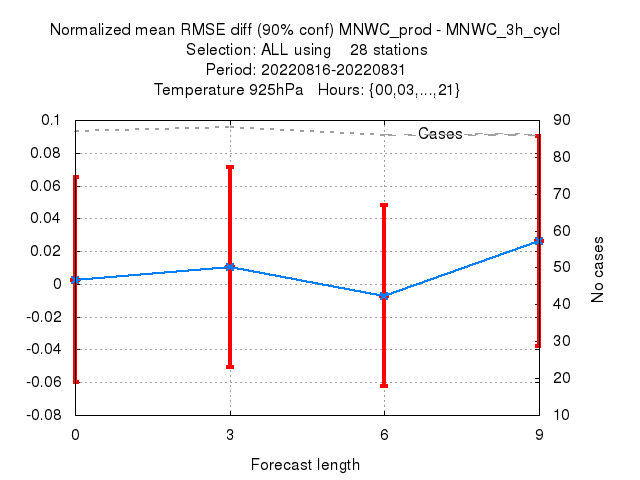 Normalized mean RMSE diff (90% conf) MNWC_prod - MNWC_3h_cycl
Selection: ALL using 28 stations
Period: 20220816-20220831
Temperature 925hPa Hours: {00,03,...,21}
0.1
0.08
0.06
0.04
0.02
0
-0.02
-0.04
-0.06
-0.08
Cases
90
80
70
60
50
40
30
20
10
No cases
0 3 6 9
Forecast length